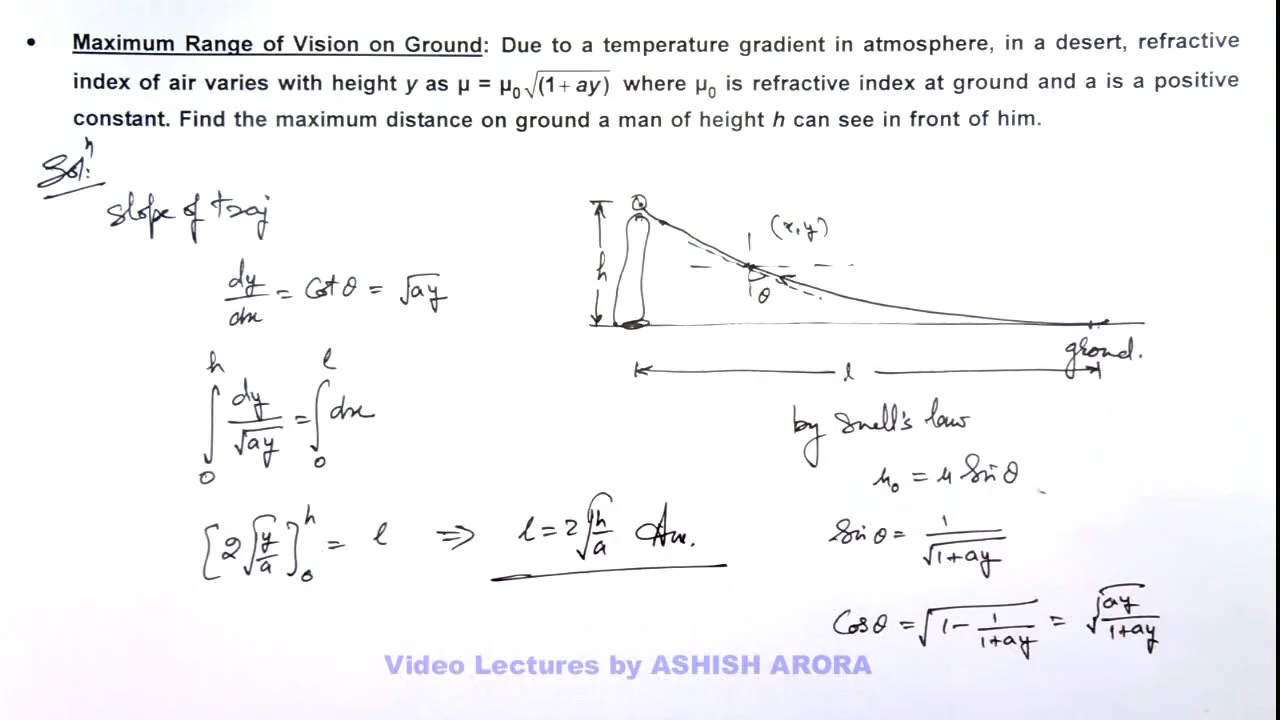 • Maximum Range of Vision on Ground: Due to a temperature gradient in atmosphere, in a desert, refractive
index of air varies with height y as μ = μ₀√(1+ ay) where μ₀ is refractive index at ground and a is a positive
constant. Find the maximum distance on ground a man of height h can see in front of him.
Solⁿ:
slope of traj
dy/dx = cot θ = √ay
∫₀ʰ dy/√ay = ∫₀ˡ dx
[2√(y/a)]₀ʰ = l ⇒ l = 2√(h/a) Ans.
h
(x, y)
θ
ground.
l
by Snell's law
μ₀ = μ Sin θ
Sin θ = 1/√(1+ay)
Cos θ = √(1 − 1/(1+ay)) = √(ay/(1+ay))
Video Lectures by ASHISH ARORA